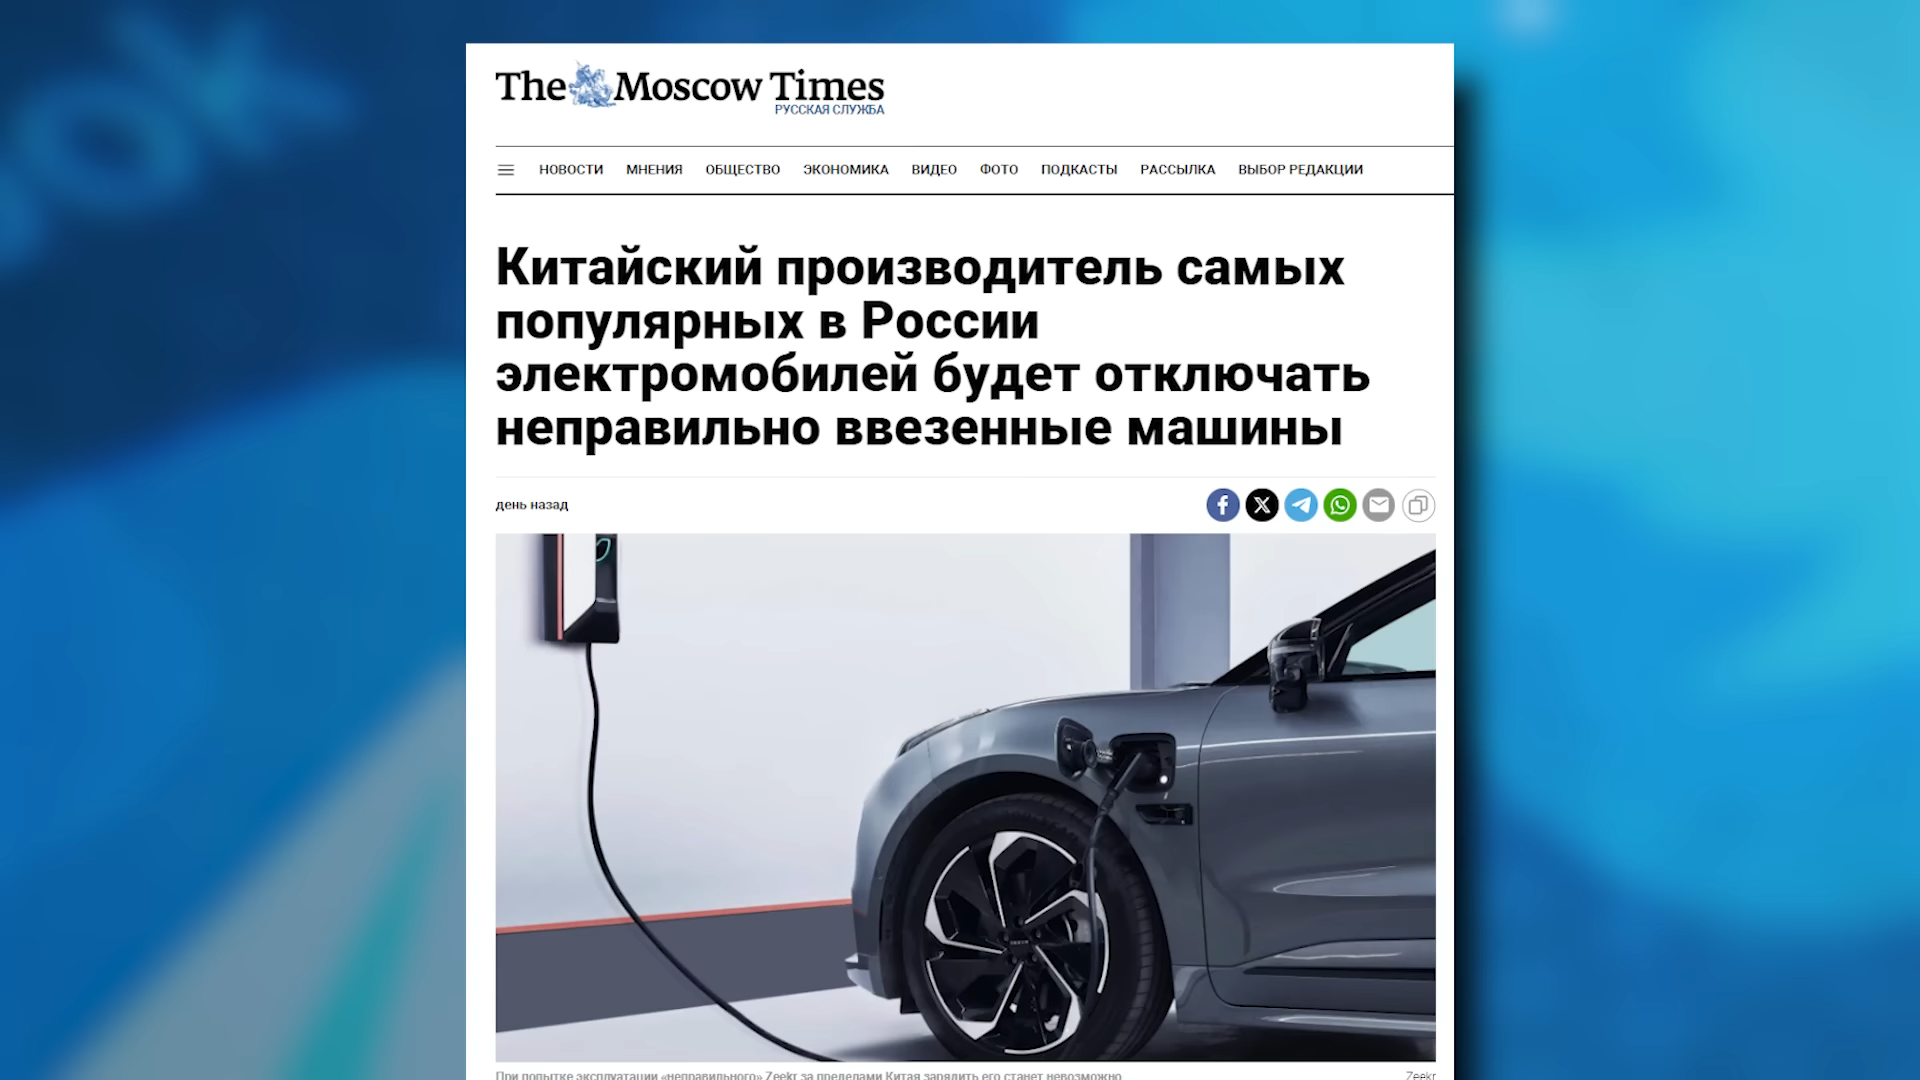 The Moscow Times
РУССКАЯ СЛУЖБА
НОВОСТИ МНЕНИЯ ОБЩЕСТВО ЭКОНОМИКА ВИДЕО ФОТО ПОДКАСТЫ РАССЫЛКА ВЫБОР РЕДАКЦИИ
Китайский производитель самых
популярных в России
электромобилей будет отключать
неправильно ввезенные машины
день назад
При попытке эксплуатации «неправильного» Zeekr за пределами Китая зарядить его станет невозможно
Zeekr